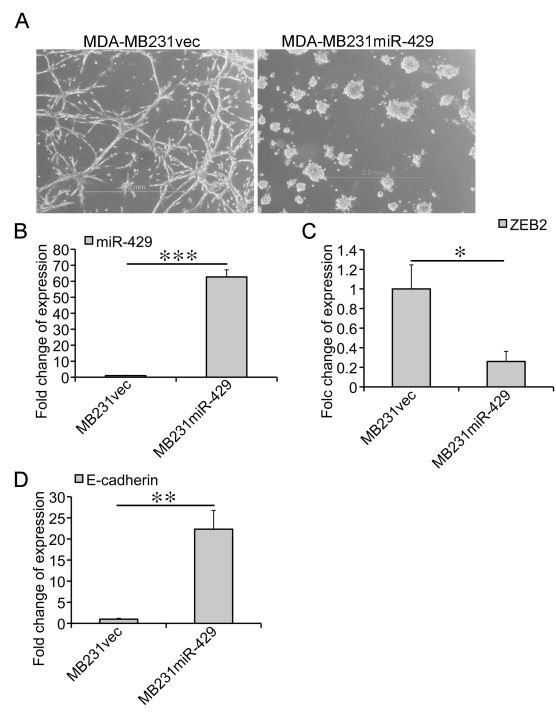 A
MDA-MB231vec
MDA-MB231miR-429
mm
2.0 mm
B
miR-429
***
Fold change of expression
80
70
60
50
40
30
20
10
0
MB231vec
MB231miR-429
C
ZEB2
*
Folc change of expression
1.4
1.2
1
0.8
0.6
0.4
0.2
0
MB231vec
MB231miR-429
D
E-cadherin
**
Fold change of expression
30
25
20
15
10
5
0
MB231vec
MB231miR-429